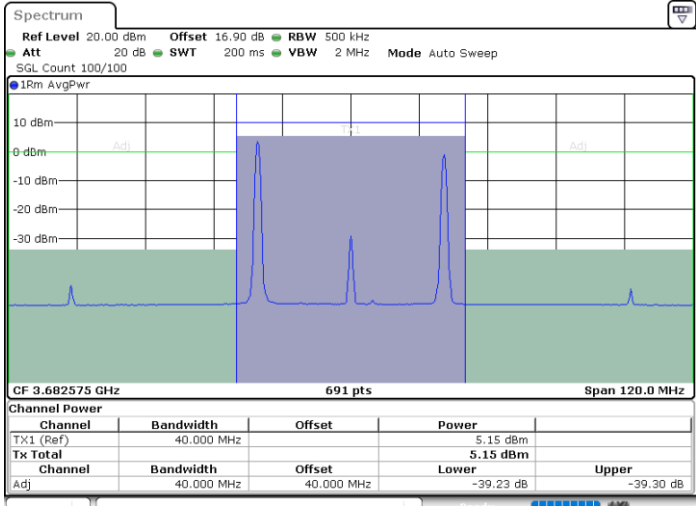 Spectrum
Ref Level 20.00 dBm Offset 16.90 dB RBW 500 kHz
Att 20 dB SWT 200 ms VBW 2 MHz Mode Auto Sweep
SGL Count 100/100
1Rm AvgPwr
10 dBm
TX1
Adj Adj
0 dBm
-10 dBm
-20 dBm
-30 dBm
CF 3.682575 GHz 691 pts Span 120.0 MHz
Channel Power
Channel Bandwidth Offset Power
TX1 (Ref) 40.000 MHz 5.15 dBm
Tx Total 5.15 dBm
Channel Bandwidth Offset Lower Upper
Adj 40.000 MHz 40.000 MHz -39.23 dB -39.30 dB